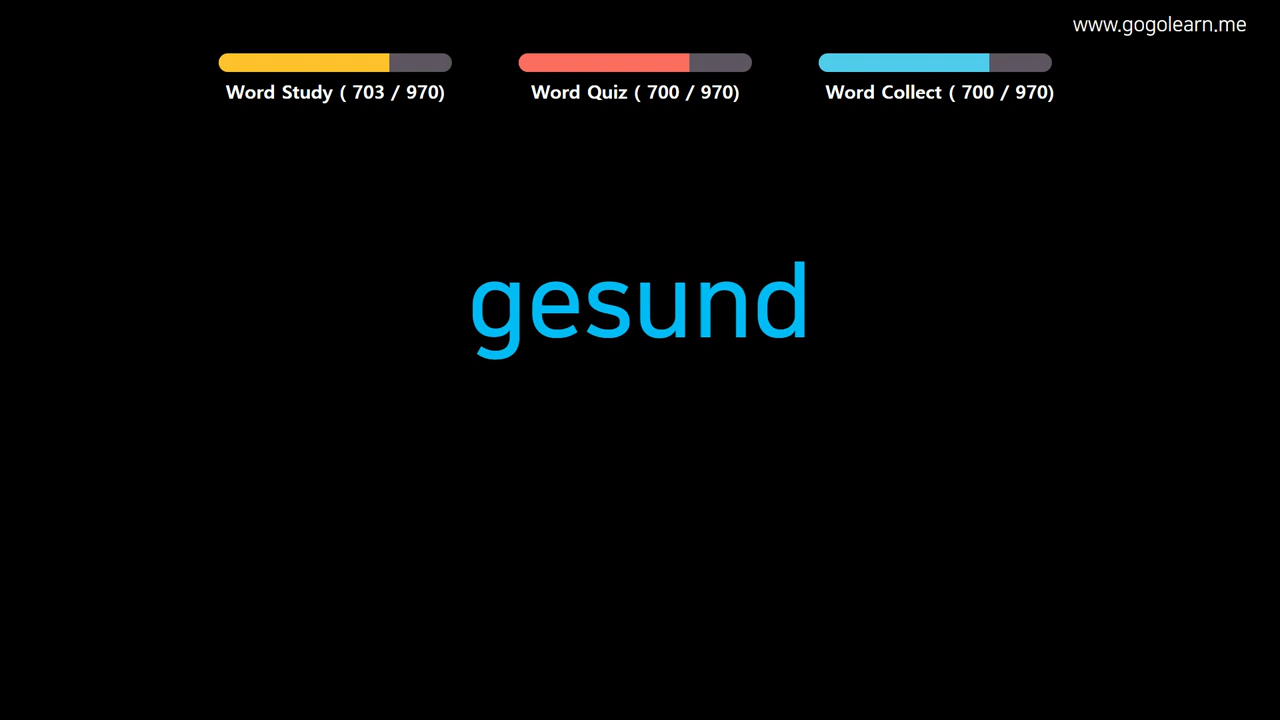 www.gogolearn.me
Word Study ( 703 / 970)
Word Quiz ( 700 / 970)
Word Collect ( 700 / 970)
gesund